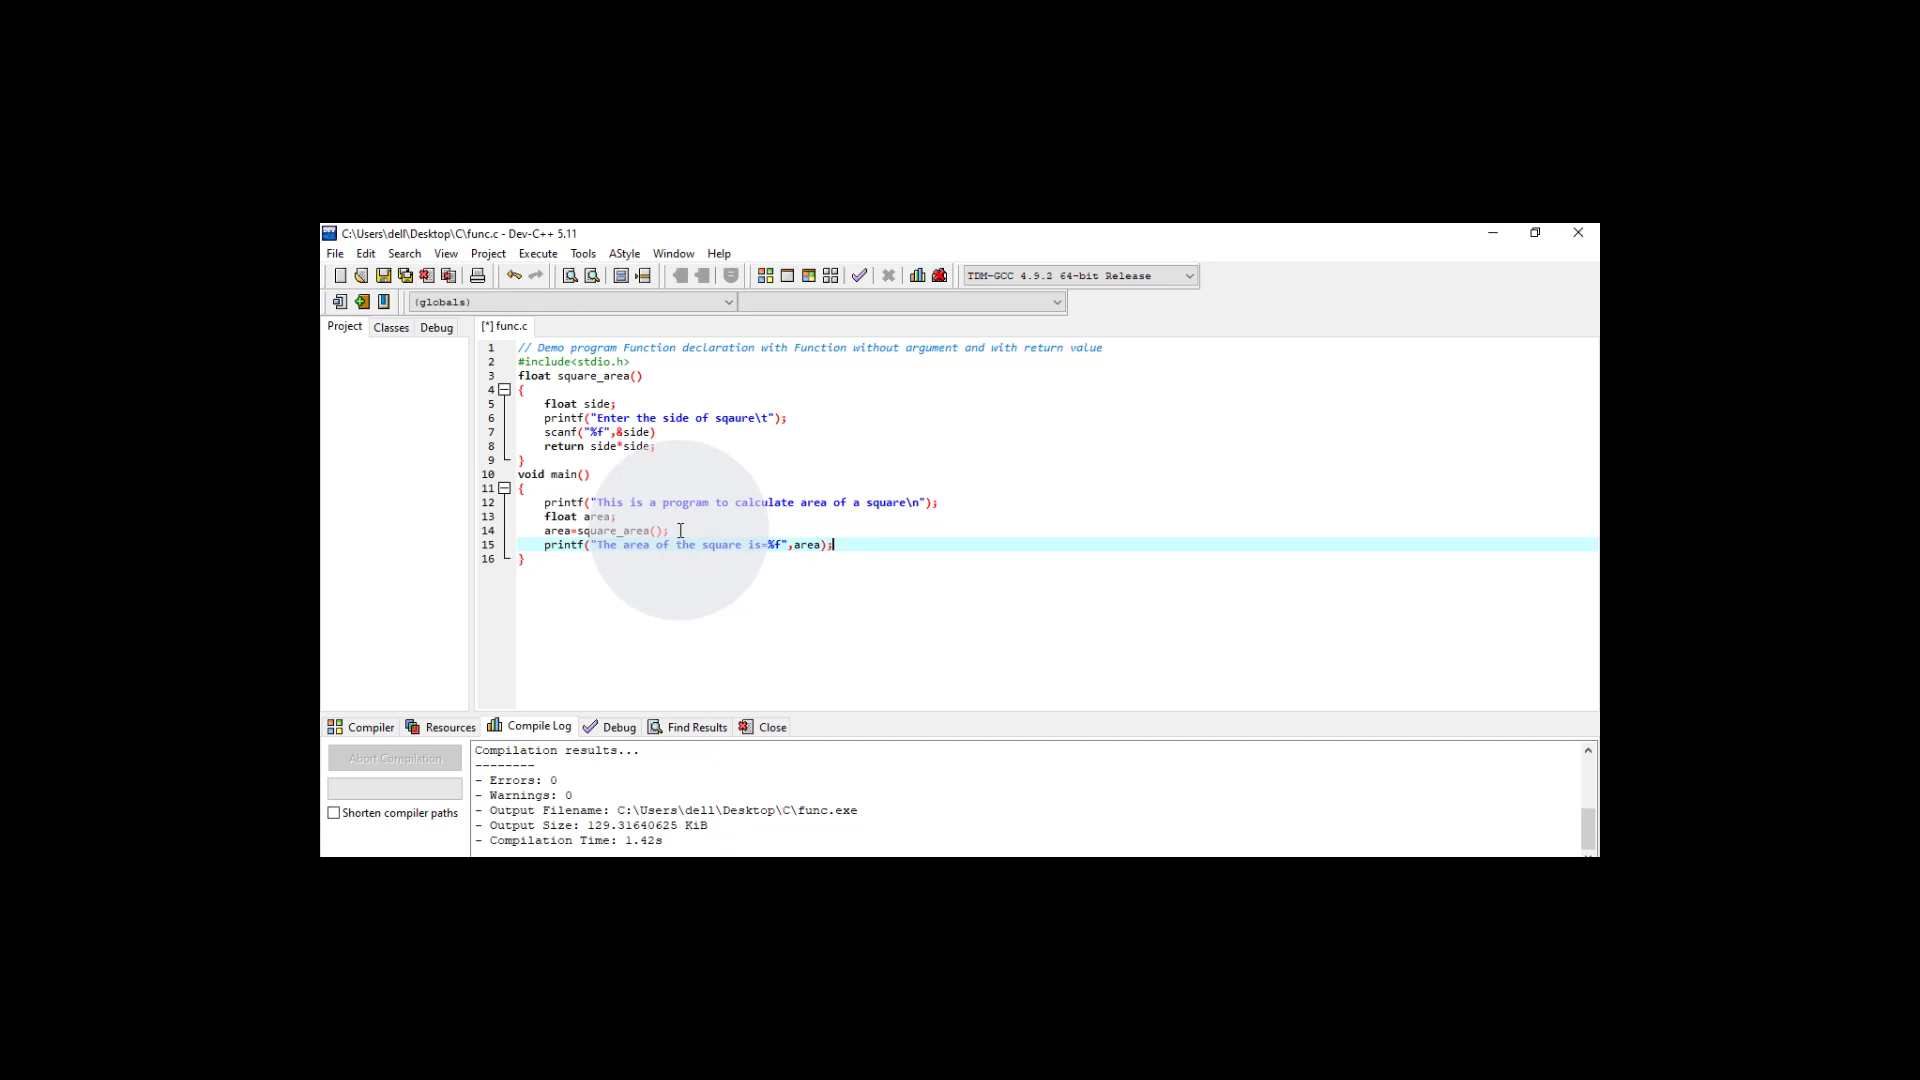 C:\Users\dell\Desktop\C\func.c - Dev-C++ 5.11
File Edit Search View Project Execute Tools AStyle Window Help
TDM-GCC 4.9.2 64-bit Release
(globals)
Project Classes Debug [*] func.c
1 // Demo program Function declaration with Function without argument and with return value
2 #include<stdio.h>
3 float square_area()
4 {
5 float side;
6 printf("Enter the side of sqaure\t");
7 scanf("%f",&side)
8 return side*side;
9 }
10 void main()
11 {
12 printf("This is a program to calculate area of a square\n");
13 float area;
14 area=square_area();
15 printf("The area of the square is=%f",area);
16 }
Compiler Resources Compile Log Debug Find Results Close
Abort Compilation
Shorten compiler paths
Compilation results...
--------
- Errors: 0
- Warnings: 0
- Output Filename: C:\Users\dell\Desktop\C\func.exe
- Output Size: 129.31640625 KiB
- Compilation Time: 1.42s